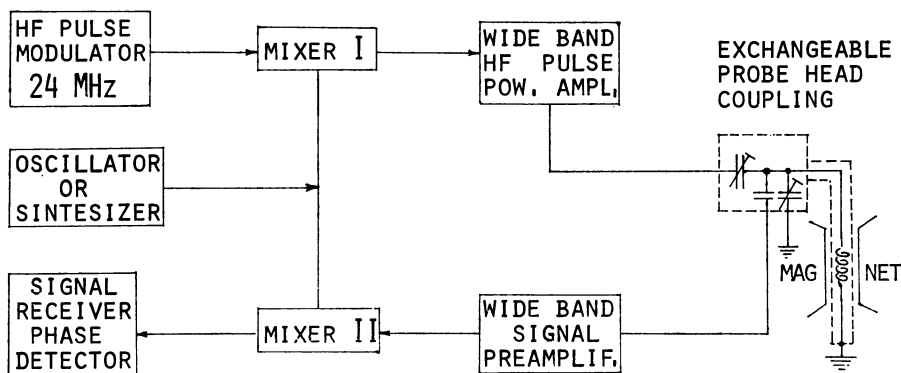 HF PULSE
MODULATOR
24 MHz
MIXER I
WIDE BAND
HF PULSE
POW. AMPL.
EXCHANGEABLE
PROBE HEAD
COUPLING
OSCILLATOR
OR
SINTESIZER
MAG
NET
SIGNAL
RECEIVER
PHASE
DETECTOR
MIXER II
WIDE BAND
SIGNAL
PREAMPLIF.